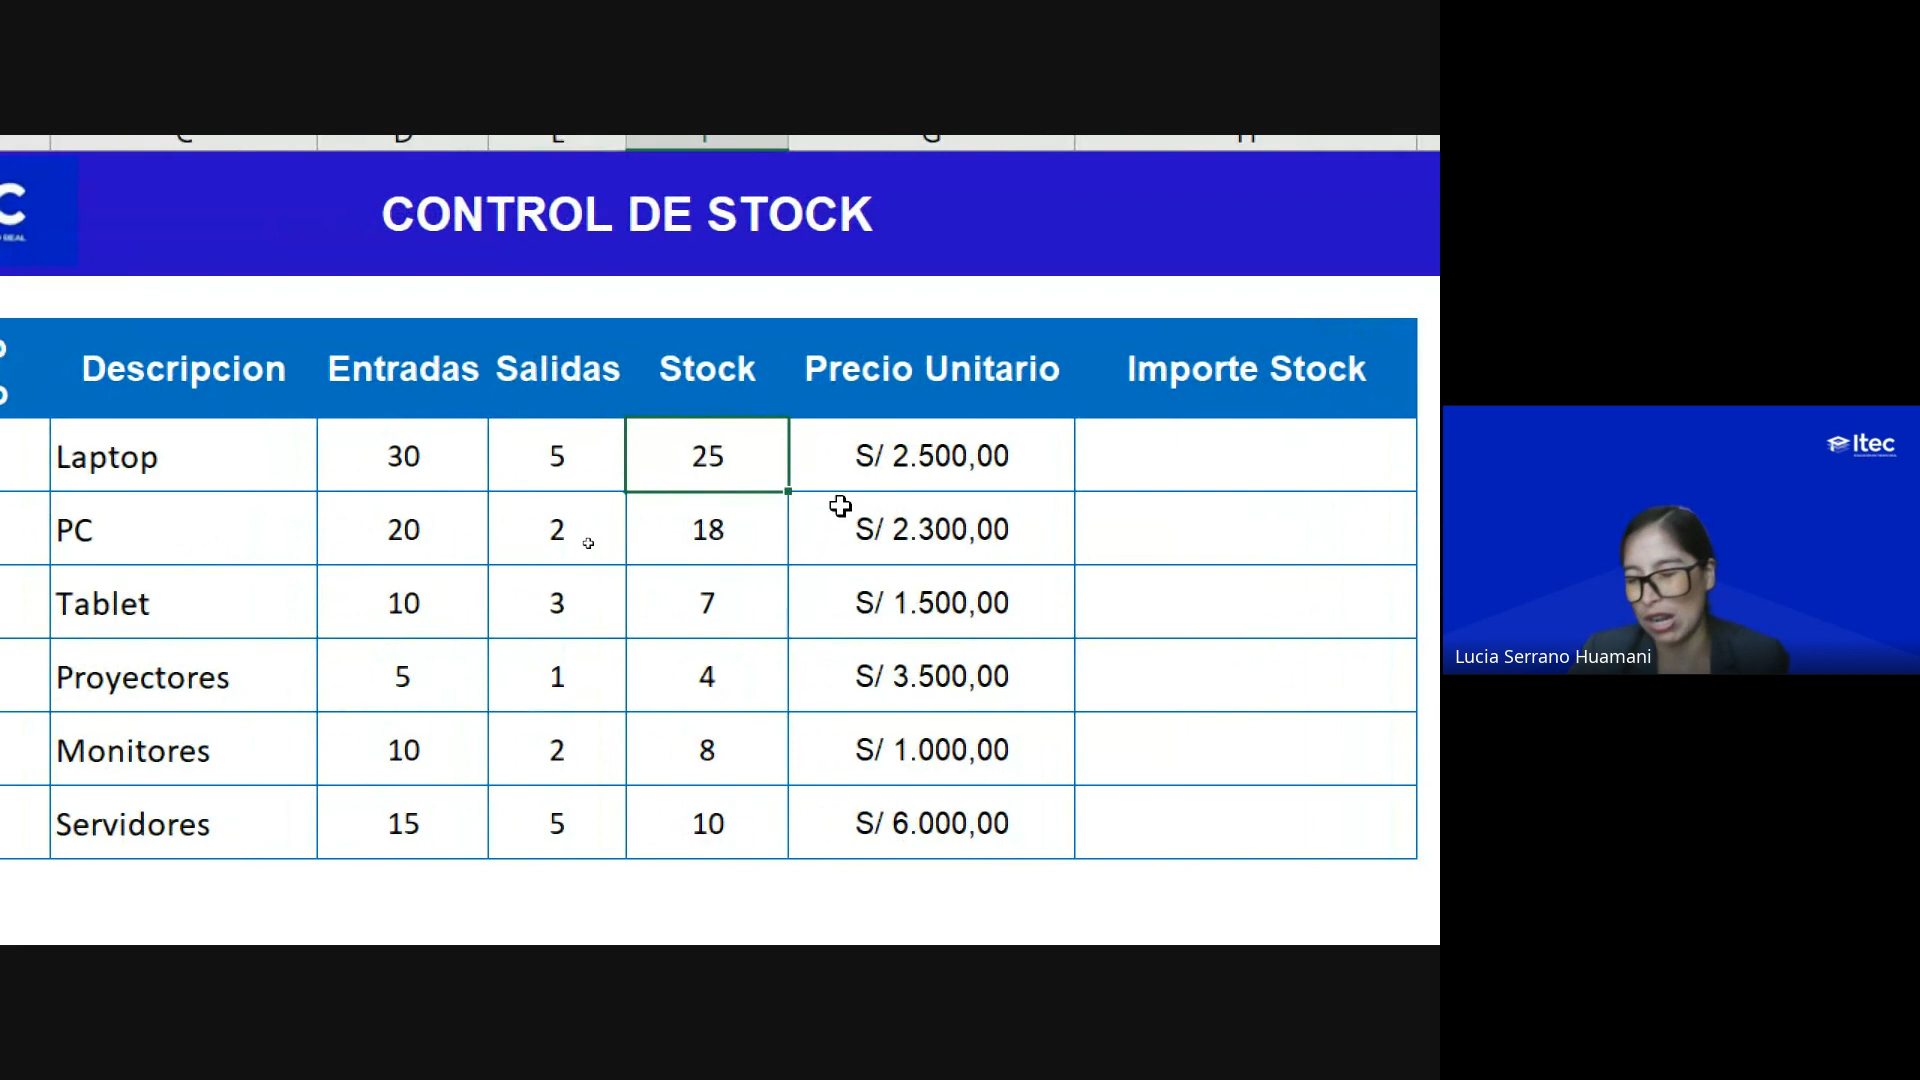 C D E F G H
C
REAL
CONTROL DE STOCK
Descripcion Entradas Salidas Stock Precio Unitario Importe Stock
Laptop 30 5 25 S/ 2.500,00
PC 20 2 18 S/ 2.300,00
Tablet 10 3 7 S/ 1.500,00
Proyectores 5 1 4 S/ 3.500,00
Monitores 10 2 8 S/ 1.000,00
Servidores 15 5 10 S/ 6.000,00
Itec
Lucia Serrano Huamani